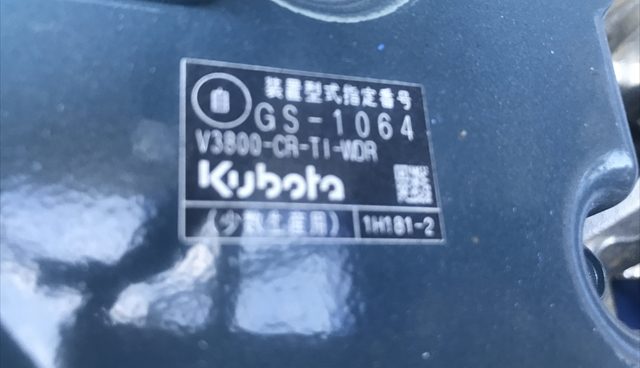 自 装置型式指定番号
GS-1064
V3800-CR-TI-WDR
Kubota
(少数生産用) 1H181-2